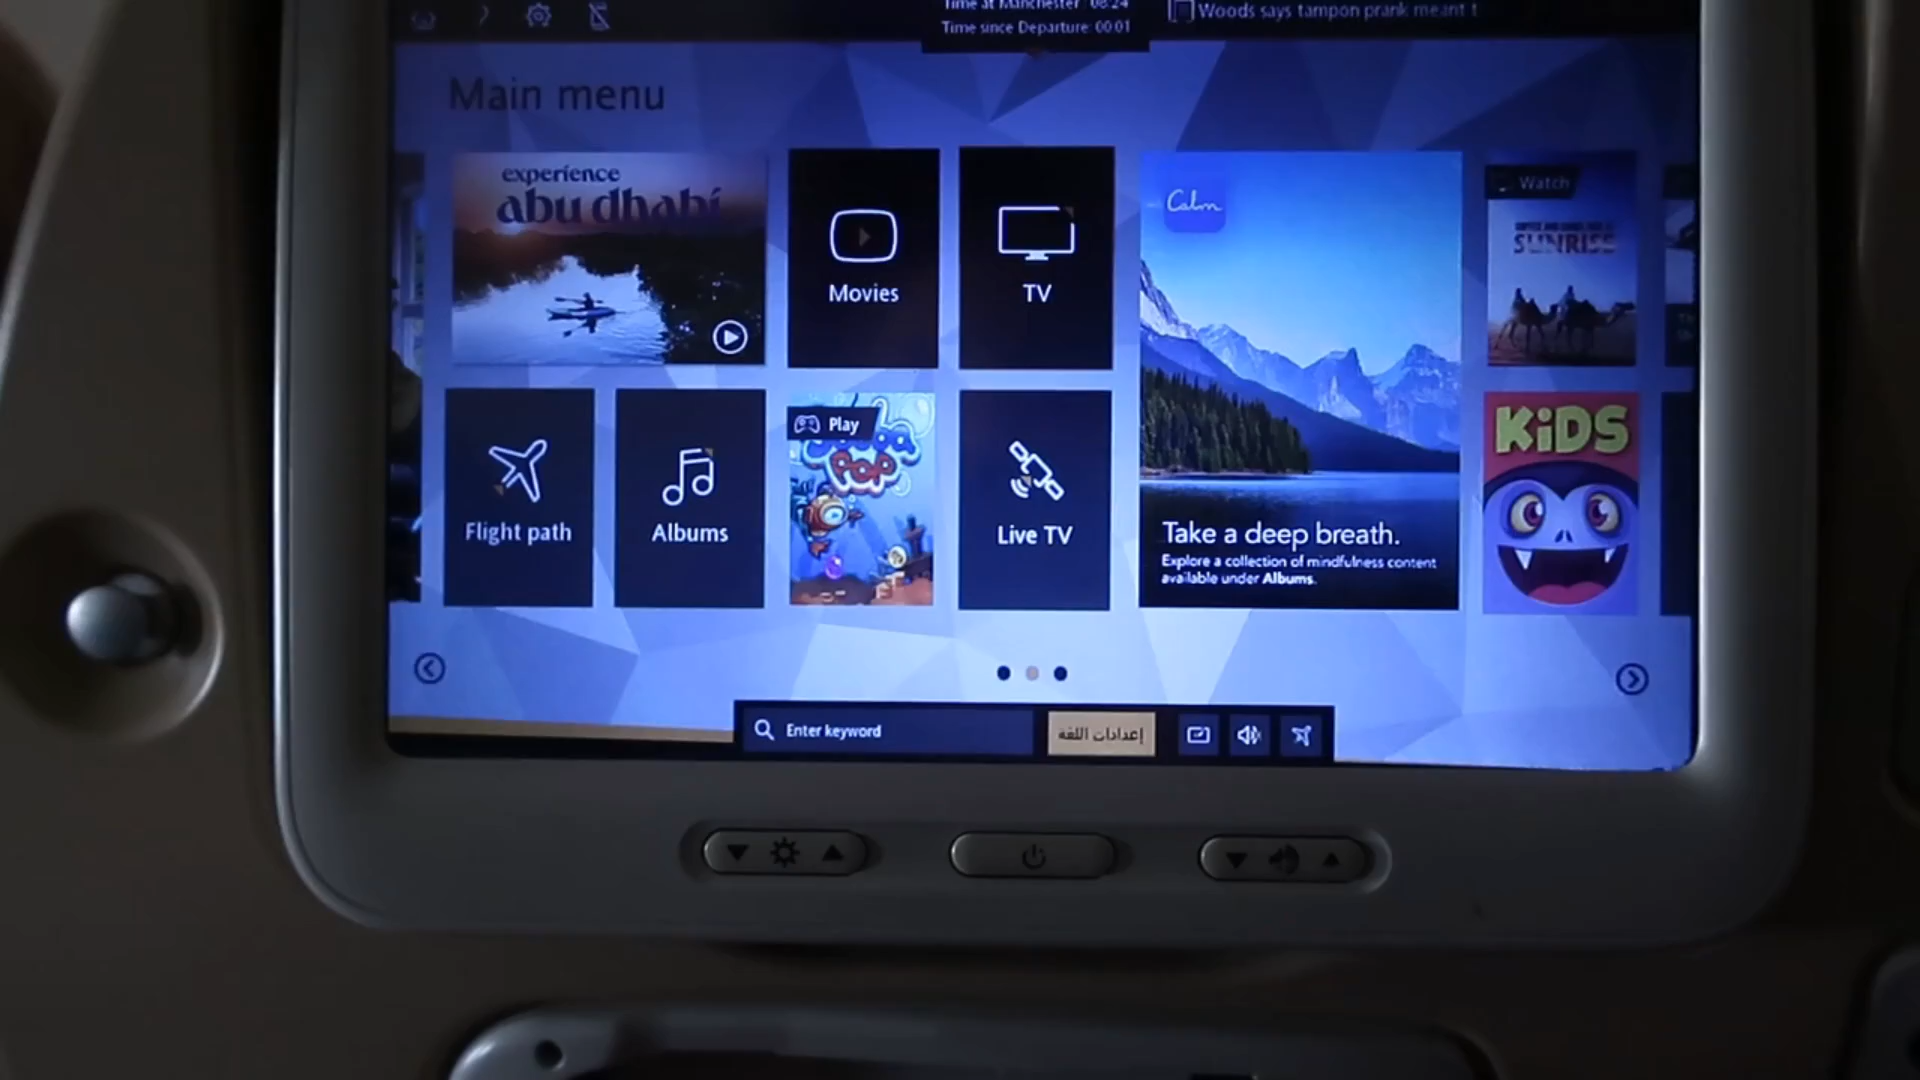 Time at Manchester 08:24
Time since Departure: 00:01
Woods says tampon prank meant t
Main menu
experience
abu dhabi
Movies
TV
Calm
Watch
SUNRISE
Flight path
Albums
Play
POP
Live TV
Take a deep breath.
Explore a collection of mindfulness content
available under Albums.
KiDS
Enter keyword
إعدادات اللغة